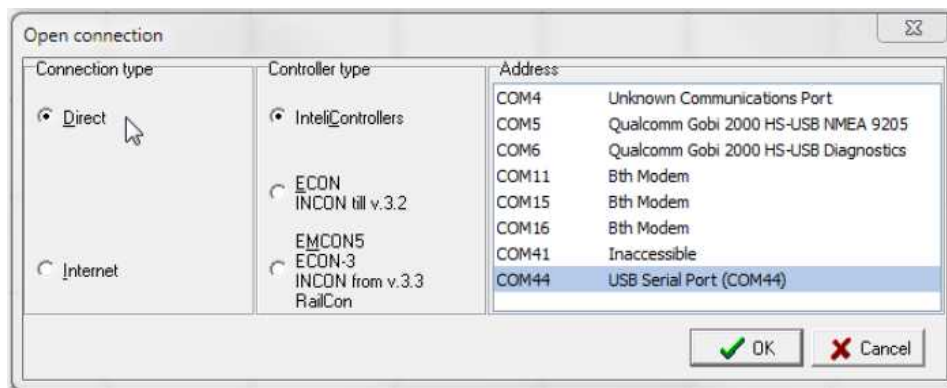 Open connection
Connection type
Direct
Internet
Controller type
InteliControllers
ECON
INCON till v.3.2
EMCON5
ECON-3
INCON from v.3.3
RailCon
Address
COM4 Unknown Communications Port
COM5 Qualcomm Gobi 2000 HS-USB NMEA 9205
COM6 Qualcomm Gobi 2000 HS-USB Diagnostics
COM11 Bth Modem
COM15 Bth Modem
COM16 Bth Modem
COM41 Inaccessible
COM44 USB Serial Port (COM44)
OK
Cancel